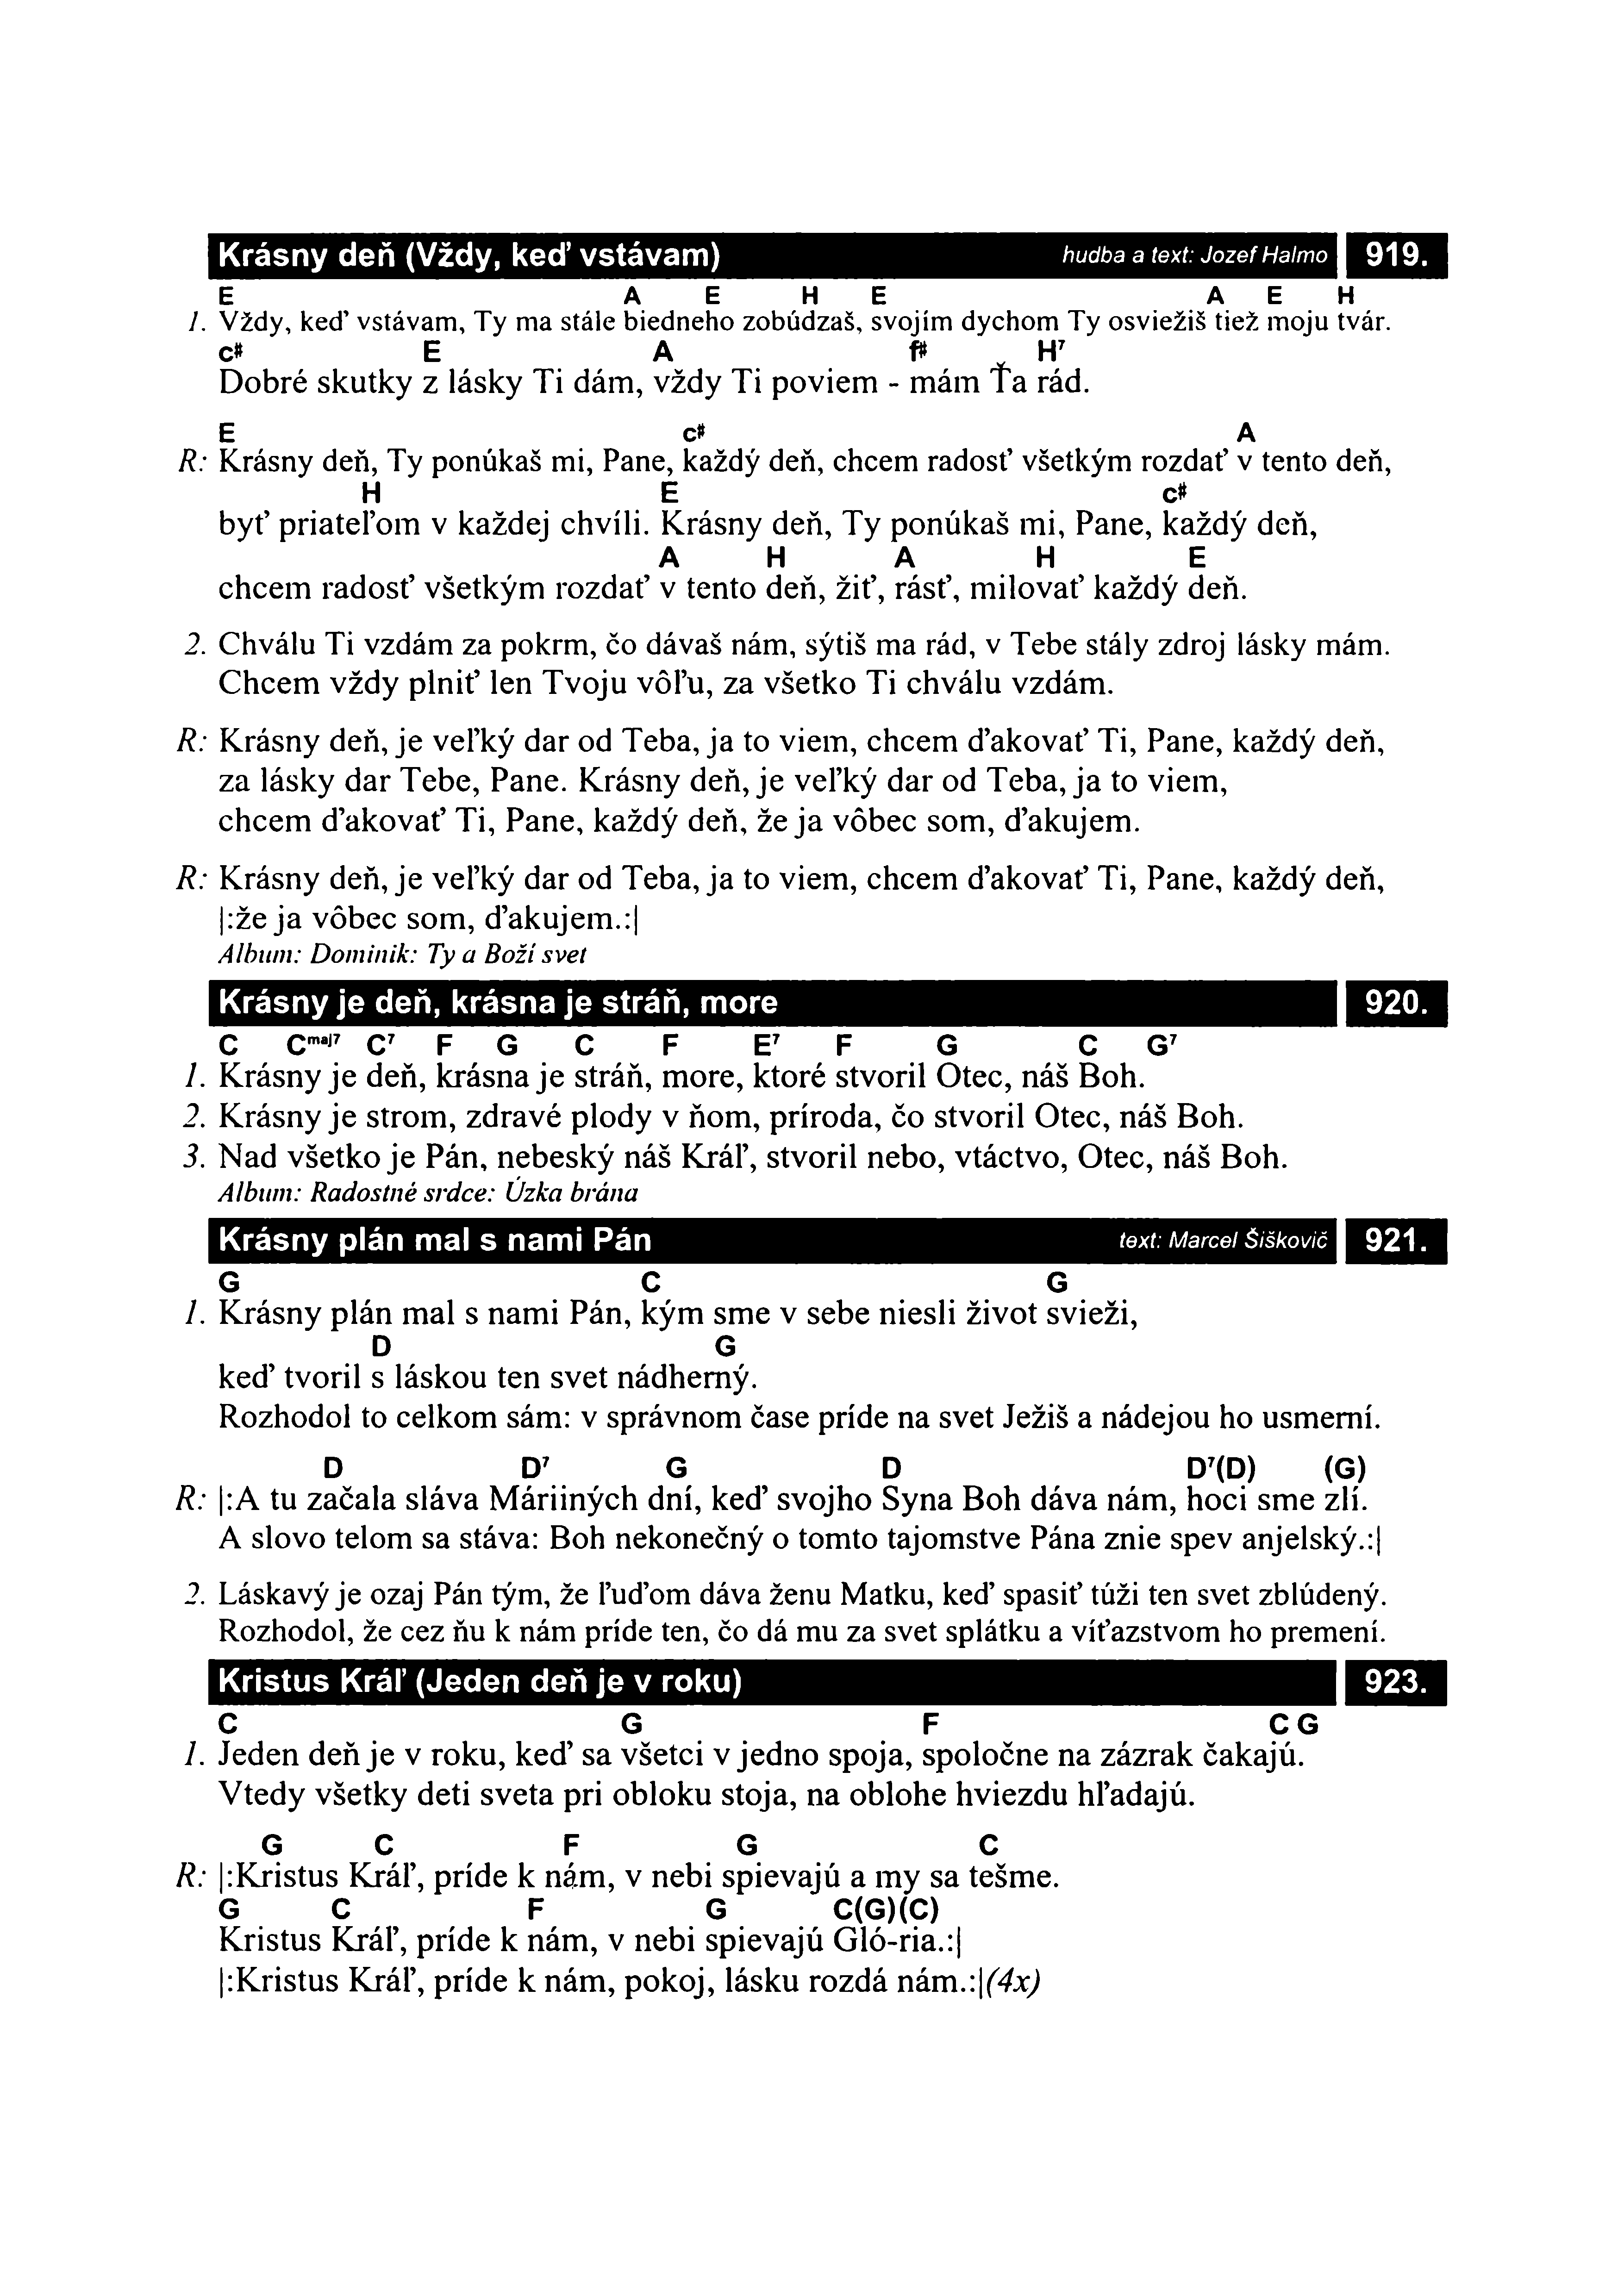 Krásny deň (Vždy, keď vstávam) hudba a text: Jozef Halmo 919.
E A E H E A E H
1. Vždy, keď vstávam, Ty ma stále biedneho zobúdzaš, svojím dychom Ty osviežiš tiež moju tvár.
c# E A f# H7
Dobré skutky z lásky Ti dám, vždy Ti poviem - mám Ťa rád.
E c# A
R: Krásny deň, Ty ponúkaš mi, Pane, každý deň, chcem radosť všetkým rozdať v tento deň,
H E c#
byť priateľom v každej chvíli. Krásny deň, Ty ponúkaš mi, Pane, každý deň,
A H A H E
chcem radosť všetkým rozdať v tento deň, žiť, rásť, milovať každý deň.
2. Chválu Ti vzdám za pokrm, čo dávaš nám, sýtiš ma rád, v Tebe stály zdroj lásky mám.
Chcem vždy plniť len Tvoju vôľu, za všetko Ti chválu vzdám.
R: Krásny deň, je veľký dar od Teba, ja to viem, chcem ďakovať Ti, Pane, každý deň,
za lásky dar Tebe, Pane. Krásny deň, je veľký dar od Teba, ja to viem,
chcem ďakovať Ti, Pane, každý deň, že ja vôbec som, ďakujem.
R: Krásny deň, je veľký dar od Teba, ja to viem, chcem ďakovať Ti, Pane, každý deň,
|:že ja vôbec som, ďakujem.:|
Album: Dominik: Ty a Boží svet
Krásny je deň, krásna je stráň, more 920.
C Cmaj7 C7 F G C F E7 F G C G7
1. Krásny je deň, krásna je stráň, more, ktoré stvoril Otec, náš Boh.
2. Krásny je strom, zdravé plody v ňom, príroda, čo stvoril Otec, náš Boh.
3. Nad všetko je Pán, nebeský náš Kráľ, stvoril nebo, vtáctvo, Otec, náš Boh.
Album: Radostné srdce: Úzka brána
Krásny plán mal s nami Pán text: Marcel Šiškovič 921.
G C G
1. Krásny plán mal s nami Pán, kým sme v sebe niesli život svieži,
D G
keď tvoril s láskou ten svet nádherný.
Rozhodol to celkom sám: v správnom čase príde na svet Ježiš a nádejou ho usmerní.
D D7 G D D7(D) (G)
R: |:A tu začala sláva Máriiných dní, keď svojho Syna Boh dáva nám, hoci sme zlí.
A slovo telom sa stáva: Boh nekonečný o tomto tajomstve Pána znie spev anjelský.:|
2. Láskavý je ozaj Pán tým, že ľuďom dáva ženu Matku, keď spasiť túži ten svet zblúdený.
Rozhodol, že cez ňu k nám príde ten, čo dá mu za svet splátku a víťazstvom ho premení.
Kristus Kráľ (Jeden deň je v roku) 923.
C G F C G
1. Jeden deň je v roku, keď sa všetci v jedno spoja, spoločne na zázrak čakajú.
Vtedy všetky deti sveta pri obloku stoja, na oblohe hviezdu hľadajú.
G C F G C
R: |:Kristus Kráľ, príde k nám, v nebi spievajú a my sa tešme.
G C F G C(G)(C)
Kristus Kráľ, príde k nám, v nebi spievajú Gló-ria.:|
|:Kristus Kráľ, príde k nám, pokoj, lásku rozdá nám.:|(4x)